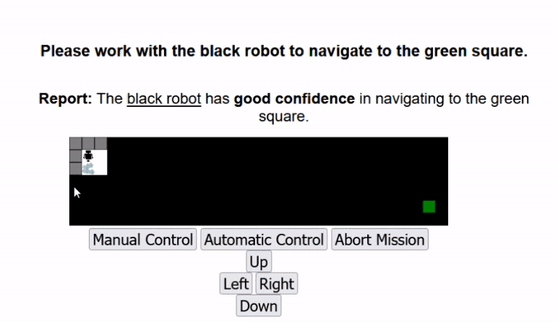 Please work with the black robot to navigate to the green square.
Report: The black robot has good confidence in navigating to the green
square.
Manual Control Automatic Control Abort Mission
Up
Left Right
Down